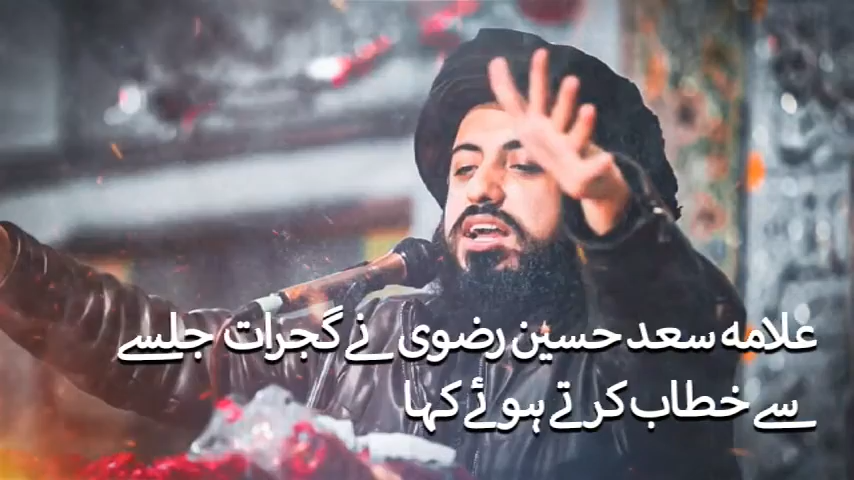 علامہ سعد حسین رضوی نے گجرات جلسے
سے خطاب کرتے ہوئے کہا